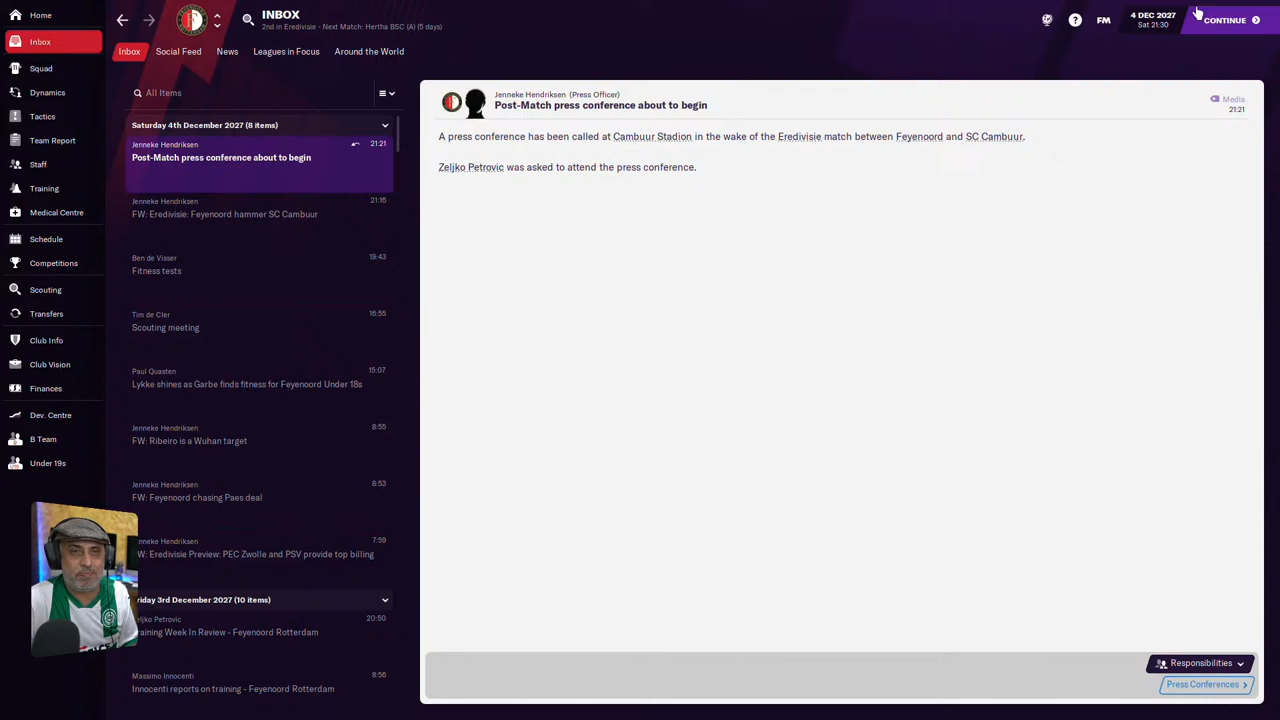 Home
Inbox
Squad
Dynamics
Tactics
Team Report
Staff
Training
Medical Centre
Schedule
Competitions
Scouting
Transfers
Club Info
Club Vision
Finances
Dev. Centre
B Team
Under 19s
INBOX
2nd in Eredivisie - Next Match: Hertha BSC (A) (5 days)
FM
4 DEC 2027
Sat 21:30
CONTINUE
Inbox
Social Feed
News
Leagues in Focus
Around the World
All Items
Saturday 4th December 2027 (8 items)
Jenneke Hendriksen 21:21
Post-Match press conference about to begin
Jenneke Hendriksen 21:16
FW: Eredivisie: Feyenoord hammer SC Cambuur
Ben de Visser 19:43
Fitness tests
Tim de Cler 16:55
Scouting meeting
Paul Quasten 15:07
Lykke shines as Garbe finds fitness for Feyenoord Under 18s
Jenneke Hendriksen 8:55
FW: Ribeiro is a Wuhan target
Jenneke Hendriksen 8:53
FW: Feyenoord chasing Paes deal
nneke Hendriksen 7:59
W: Eredivisie Preview: PEC Zwolle and PSV provide top billing
riday 3rd December 2027 (10 items)
eljko Petrovic 20:50
raining Week In Review - Feyenoord Rotterdam
Massimo Innocenti 8:56
Innocenti reports on training - Feyenoord Rotterdam
Jenneke Hendriksen (Press Officer)
Post-Match press conference about to begin
Media
21:21
A press conference has been called at Cambuur Stadion in the wake of the Eredivisie match between Feyenoord and SC Cambuur.
Zeljko Petrovic was asked to attend the press conference.
Responsibilities
Press Conferences